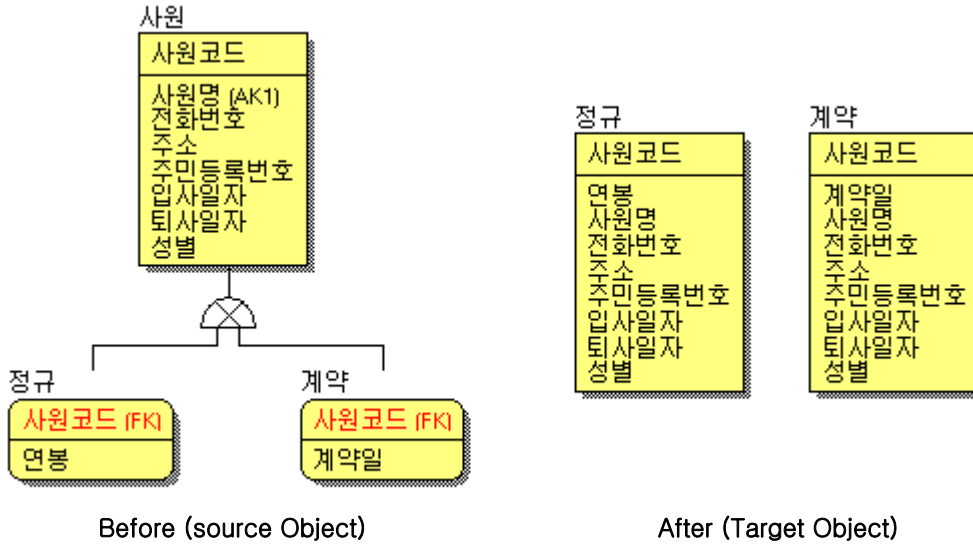 사원
사원코드
사원명 (AK1)
전화번호
주소
주민등록번호
입사일자
퇴사일자
성별
정규
사원코드 (FK)
연봉
계약
사원코드 (FK)
계약일
Before (source Object)
정규
사원코드
연봉
사원명
전화번호
주소
주민등록번호
입사일자
퇴사일자
성별
계약
사원코드
계약일
사원명
전화번호
주소
주민등록번호
입사일자
퇴사일자
성별
After (Target Object)